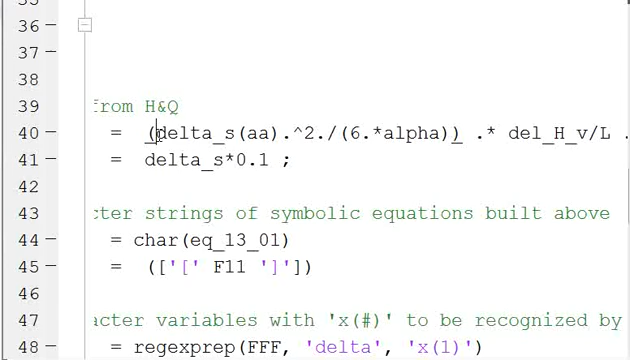 36 –
37 –
38
39 from H&Q
40 – = (delta_s(aa).^2./(6.*alpha)) .* del_H_v/L .
41 – = delta_s*0.1 ;
42
43 cter strings of symbolic equations built above
44 – = char(eq_13_01)
45 – = (['[' F11 ']'])
46
47 acter variables with 'x(#)' to be recognized by
48 – = regexprep(FFF, 'delta', 'x(1)')